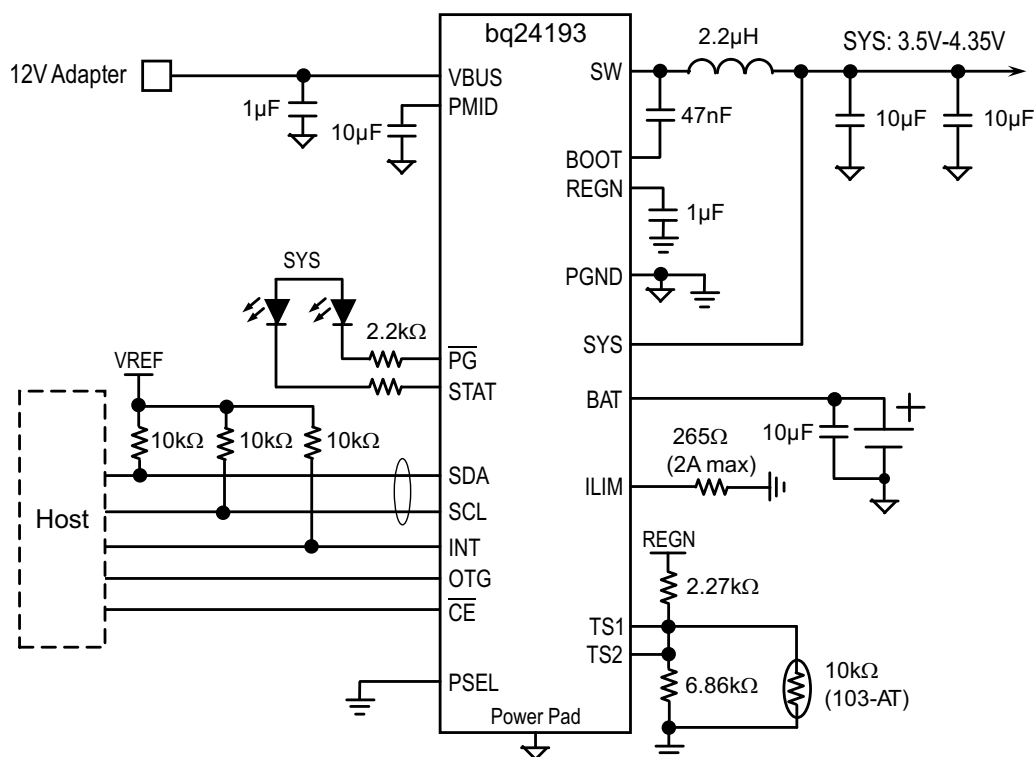 bq24193
12V Adapter
VBUS
1µF
PMID
10µF
SW
2.2µH
SYS: 3.5V-4.35V
47nF
10µF
10µF
BOOT
REGN
1µF
PGND
SYS
2.2kΩ
PG
STAT
SYS
VREF
BAT
+
10µF
10kΩ
10kΩ
10kΩ
265Ω
(2A max)
ILIM
SDA
SCL
Host
INT
OTG
CE
REGN
2.27kΩ
TS1
TS2
10kΩ
(103-AT)
6.86kΩ
PSEL
Power Pad